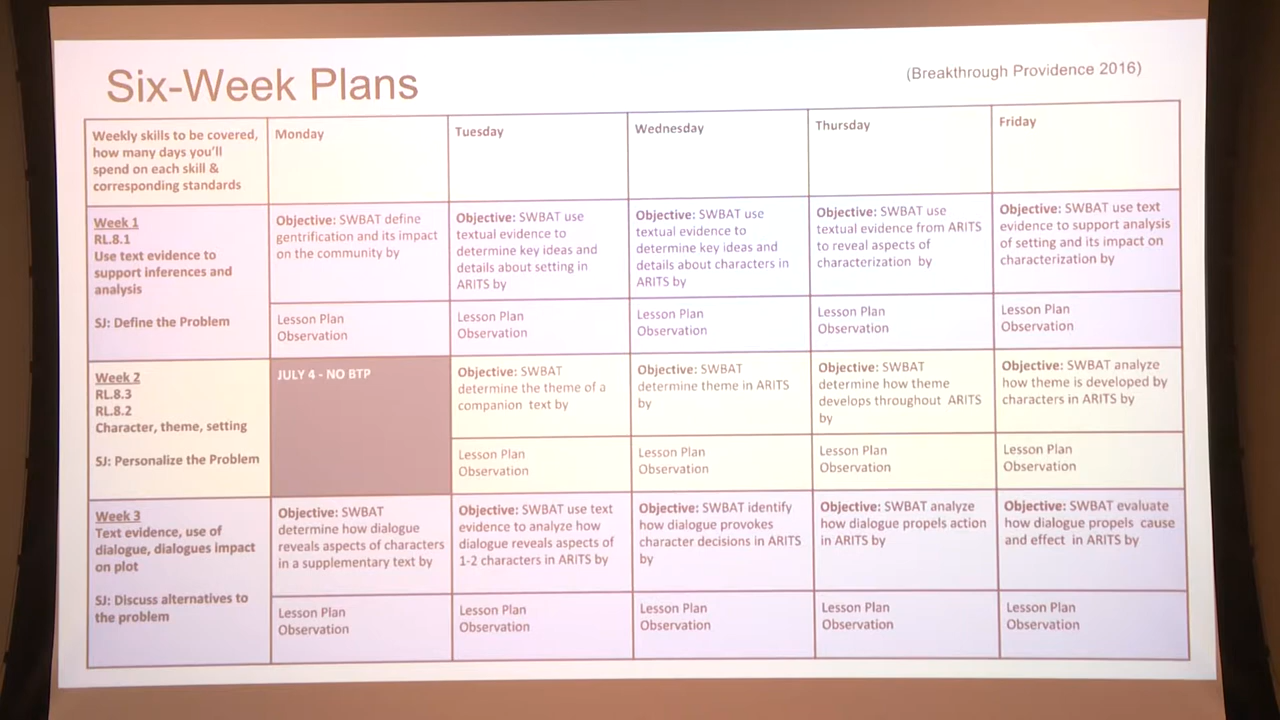 Six-Week Plans
(Breakthrough Providence 2016)
Weekly skills to be covered,
how many days you'll
spend on each skill &
corresponding standards
Monday
Tuesday
Wednesday
Thursday
Friday
Week 1
RL.8.1
Use text evidence to
support inferences and
analysis
SJ: Define the Problem
Objective: SWBAT define
gentrification and its impact
on the community by
Objective: SWBAT use
textual evidence to
determine key ideas and
details about setting in
ARITS by
Objective: SWBAT use
textual evidence to
determine key ideas and
details about characters in
ARITS by
Objective: SWBAT use
textual evidence from ARITS
to reveal aspects of
characterization by
Objective: SWBAT use text
evidence to support analysis
of setting and its impact on
characterization by
Lesson Plan
Observation
Lesson Plan
Observation
Lesson Plan
Observation
Lesson Plan
Observation
Lesson Plan
Observation
Week 2
RL.8.3
RL.8.2
Character, theme, setting
SJ: Personalize the Problem
JULY 4 - NO BTP
Objective: SWBAT
determine the theme of a
companion text by
Objective: SWBAT
determine theme in ARITS
by
Objective: SWBAT
determine how theme
develops throughout ARITS
by
Objective: SWBAT analyze
how theme is developed by
characters in ARITS by
Lesson Plan
Observation
Lesson Plan
Observation
Lesson Plan
Observation
Lesson Plan
Observation
Week 3
Text evidence, use of
dialogue, dialogues impact
on plot
SJ: Discuss alternatives to
the problem
Objective: SWBAT
determine how dialogue
reveals aspects of characters
in a supplementary text by
Objective: SWBAT use text
evidence to analyze how
dialogue reveals aspects of
1-2 characters in ARITS by
Objective: SWBAT identify
how dialogue provokes
character decisions in ARITS
by
Objective: SWBAT analyze
how dialogue propels action
in ARITS by
Objective: SWBAT evaluate
how dialogue propels cause
and effect in ARITS by
Lesson Plan
Observation
Lesson Plan
Observation
Lesson Plan
Observation
Lesson Plan
Observation
Lesson Plan
Observation